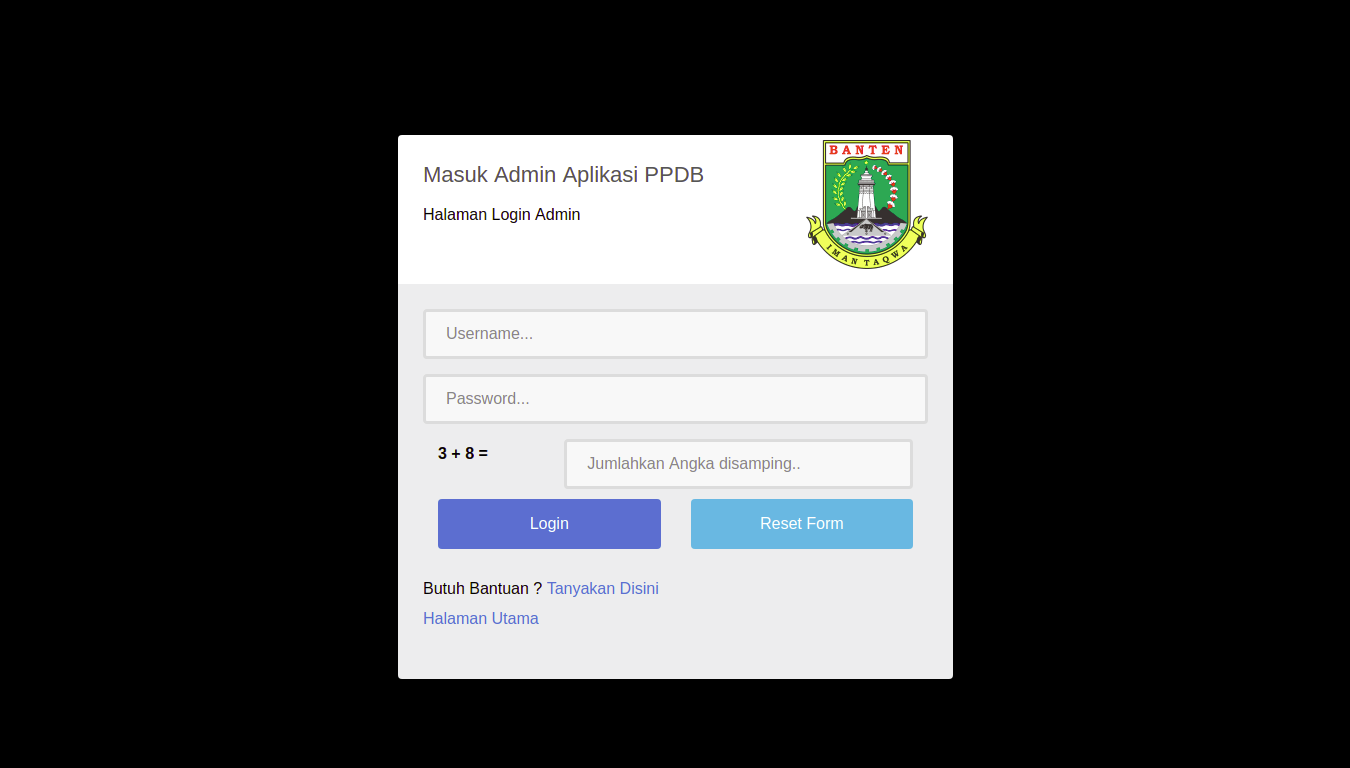 BANTEN
Masuk Admin Aplikasi PPDB
Halaman Login Admin
IMAN TAQWA
Username...
Password...
3 + 8 =
Jumlahkan Angka disamping..
Login
Reset Form
Butuh Bantuan ? Tanyakan Disini
Halaman Utama